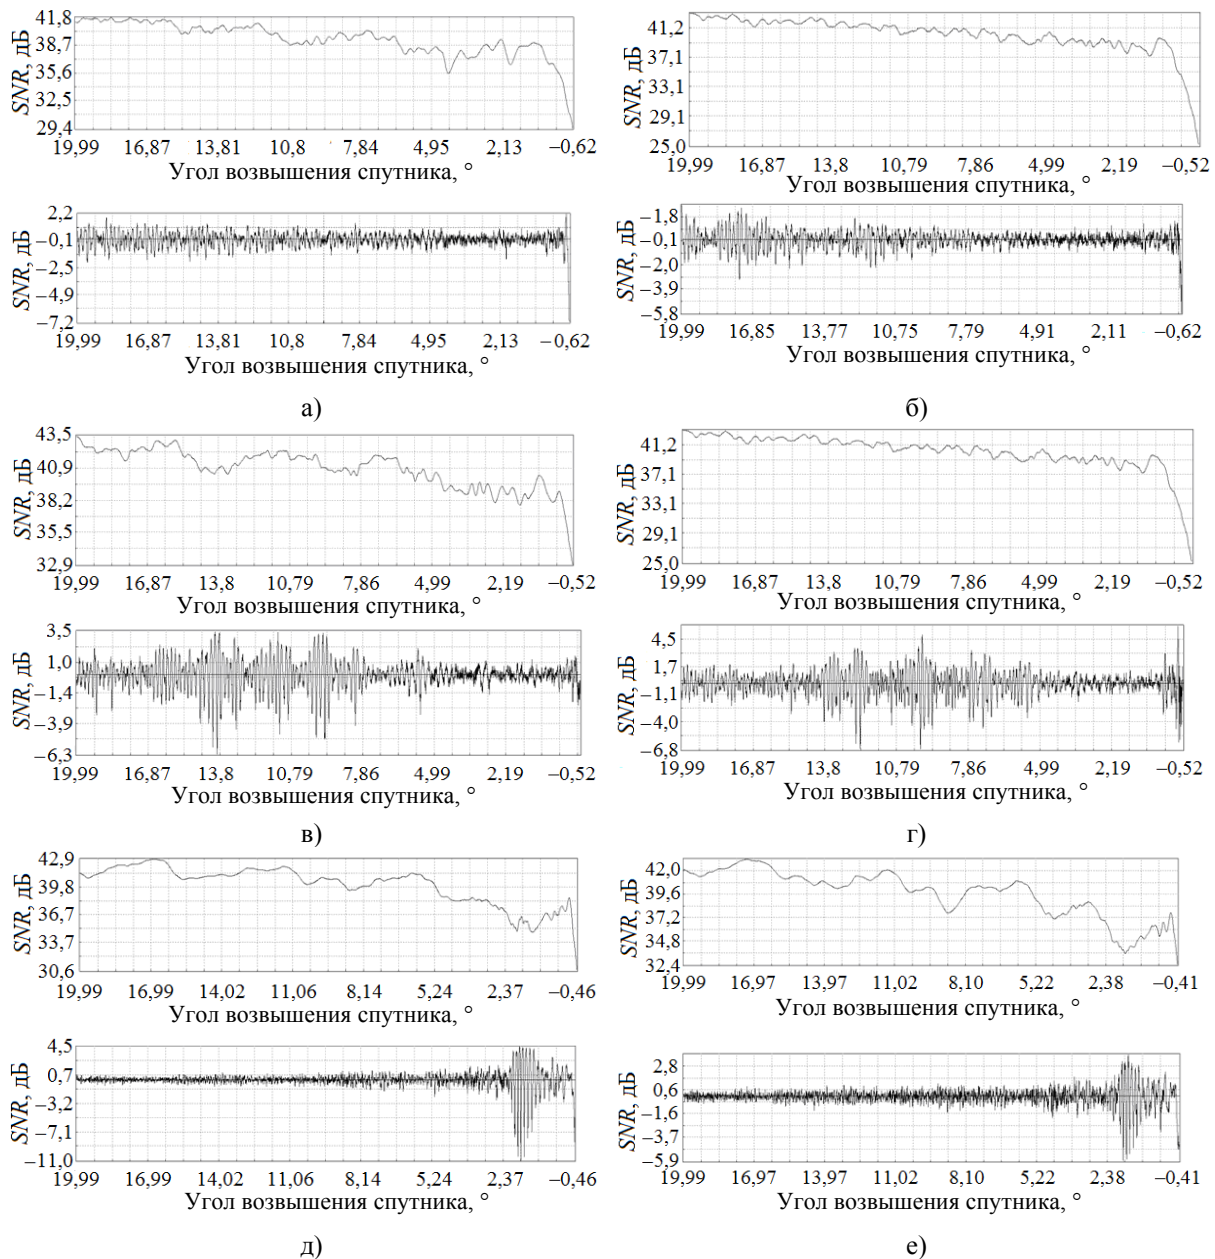 41,8
38,7
35,6
32,5
29,4
SNR, дБ
19,99 16,87 13,81 10,8 7,84 4,95 2,13 −0,62
Угол возвышения спутника, °
2,2
−0,1
−2,5
−4,9
−7,2
SNR, дБ
19,99 16,87 13,81 10,8 7,84 4,95 2,13 −0,62
Угол возвышения спутника, °
а)
41,2
37,1
33,1
29,1
25,0
SNR, дБ
19,99 16,87 13,8 10,79 7,86 4,99 2,19 −0,52
Угол возвышения спутника, °
−1,8
−0,1
−2,0
−3,9
−5,8
SNR, дБ
19,99 16,85 13,77 10,75 7,79 4,91 2,11 −0,62
Угол возвышения спутника, °
б)
43,5
40,9
38,2
35,5
32,9
SNR, дБ
19,99 16,87 13,8 10,79 7,86 4,99 2,19 −0,52
Угол возвышения спутника, °
3,5
1,0
−1,4
−3,9
−6,3
SNR, дБ
19,99 16,87 13,8 10,79 7,86 4,99 2,19 −0,52
Угол возвышения спутника, °
в)
41,2
37,1
33,1
29,1
25,0
SNR, дБ
19,99 16,87 13,8 10,79 7,86 4,99 2,19 −0,52
Угол возвышения спутника, °
4,5
1,7
−1,1
−4,0
−6,8
SNR, дБ
19,99 16,87 13,8 10,79 7,86 4,99 2,19 −0,52
Угол возвышения спутника, °
г)
42,9
39,8
36,7
33,7
30,6
SNR, дБ
19,99 16,99 14,02 11,06 8,14 5,24 2,37 −0,46
Угол возвышения спутника, °
4,5
0,7
−3,2
−7,1
−11,0
SNR, дБ
19,99 16,99 14,02 11,06 8,14 5,24 2,37 −0,46
Угол возвышения спутника, °
д)
42,0
39,6
37,2
34,8
32,4
SNR, дБ
19,99 16,97 13,97 11,02 8,10 5,22 2,38 −0,41
Угол возвышения спутника, °
2,8
0,6
−1,6
−3,7
−5,9
SNR, дБ
19,99 16,97 13,97 11,02 8,10 5,22 2,38 −0,41
Угол возвышения спутника, °
е)